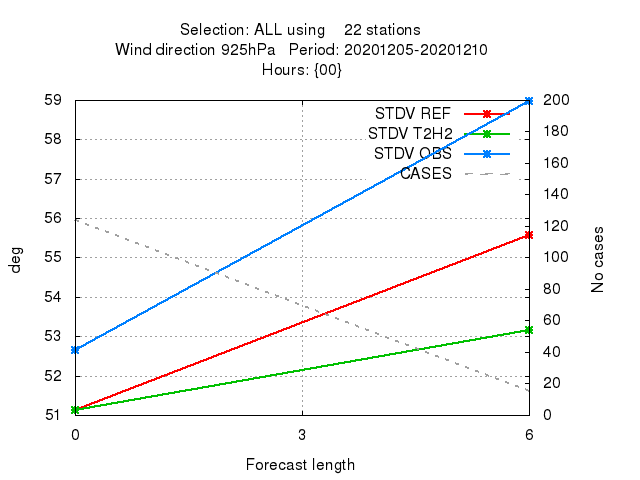 Selection: ALL using 22 stations
Wind direction 925hPa Period: 20201205-20201210
Hours: {00}
STDV REF
STDV T2H2
STDV OBS
CASES
59
58
57
56
55
54
53
52
51
200
180
160
140
120
100
80
60
40
20
0
deg
No cases
0 3 6
Forecast length